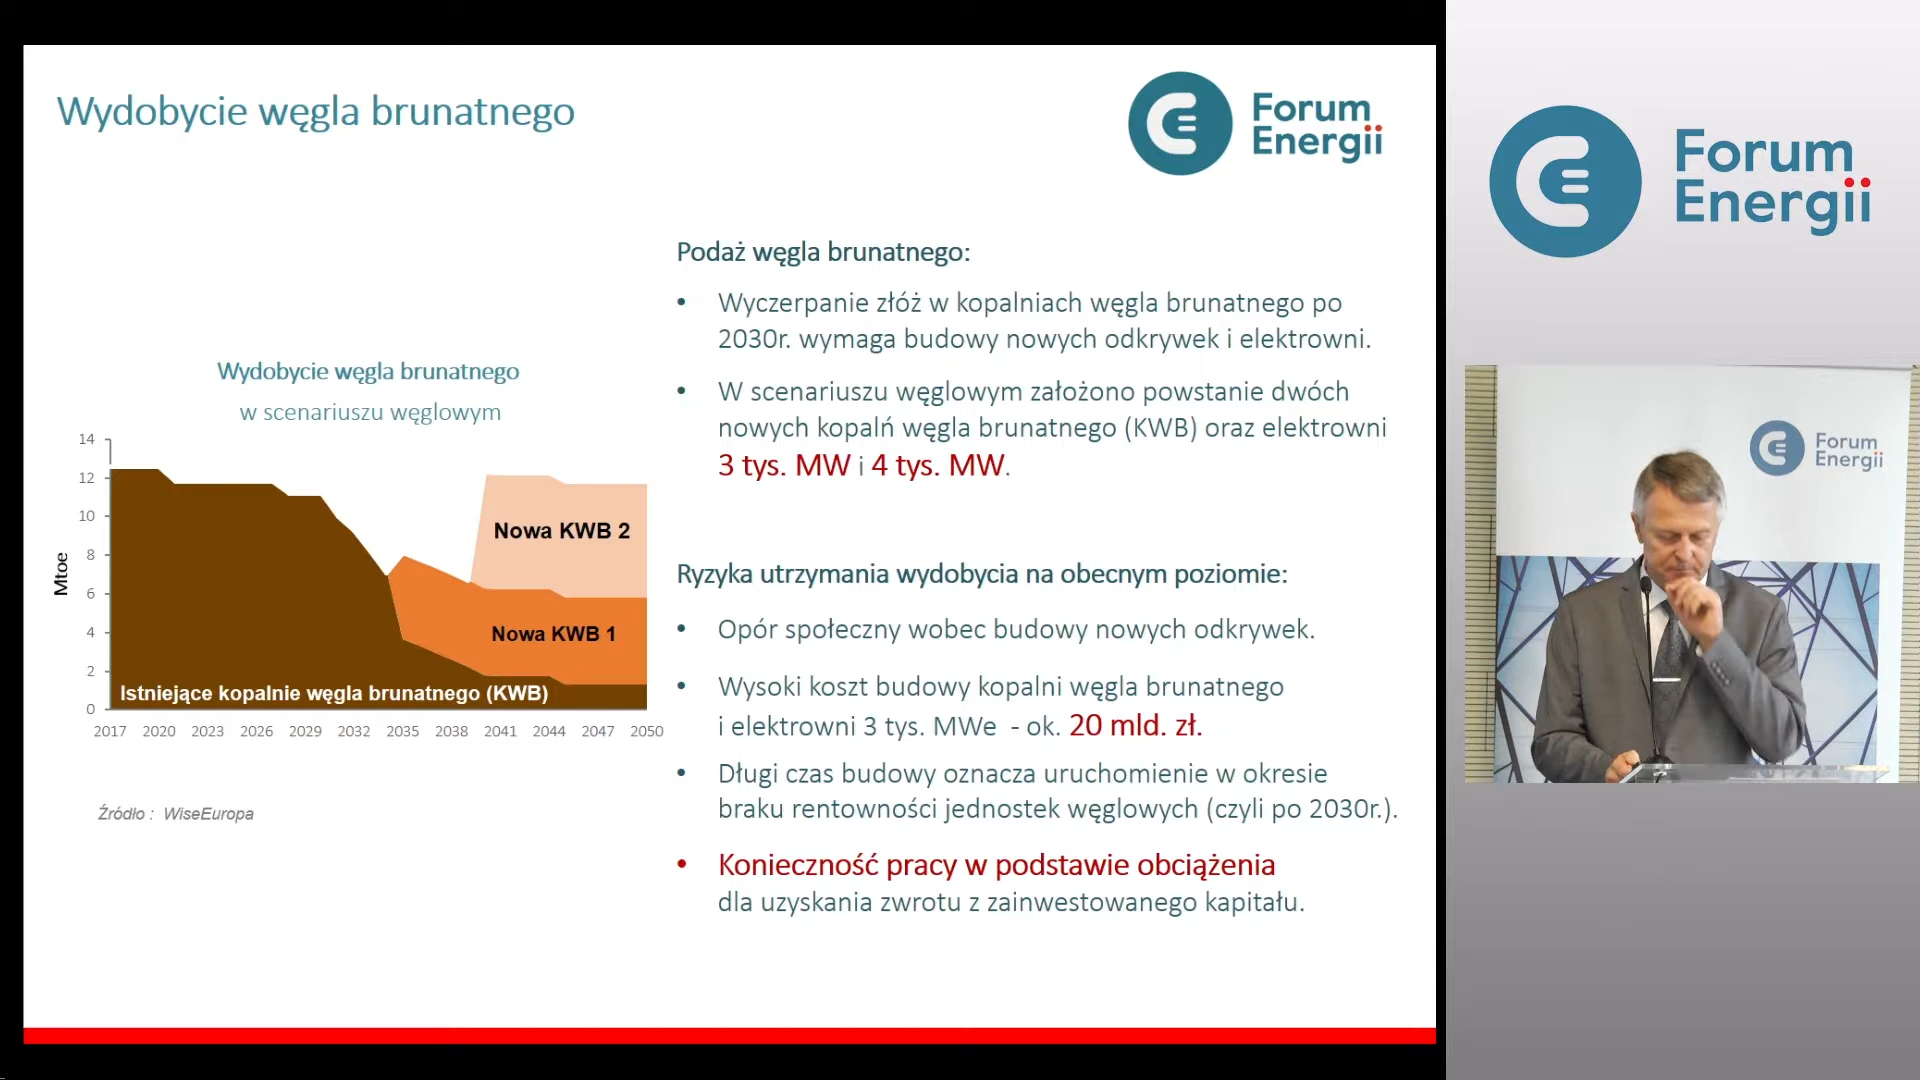 Wydobycie węgla brunatnego
Forum
Energii
Wydobycie węgla brunatnego
w scenariuszu węglowym
Mtoe
14
12
10
8
6
4
2
0
Nowa KWB 2
Nowa KWB 1
Istniejące kopalnie węgla brunatnego (KWB)
2017 2020 2023 2026 2029 2032 2035 2038 2041 2044 2047 2050
Źródło : WiseEuropa
Podaż węgla brunatnego:
• Wyczerpanie złóż w kopalniach węgla brunatnego po
2030r. wymaga budowy nowych odkrywek i elektrowni.
• W scenariuszu węglowym założono powstanie dwóch
nowych kopalń węgla brunatnego (KWB) oraz elektrowni
3 tys. MW i 4 tys. MW.
Ryzyka utrzymania wydobycia na obecnym poziomie:
• Opór społeczny wobec budowy nowych odkrywek.
• Wysoki koszt budowy kopalni węgla brunatnego
i elektrowni 3 tys. MWe - ok. 20 mld. zł.
• Długi czas budowy oznacza uruchomienie w okresie
braku rentowności jednostek węglowych (czyli po 2030r.).
• Konieczność pracy w podstawie obciążenia
dla uzyskania zwrotu z zainwestowanego kapitału.
Forum
Energii
Forum
Energii